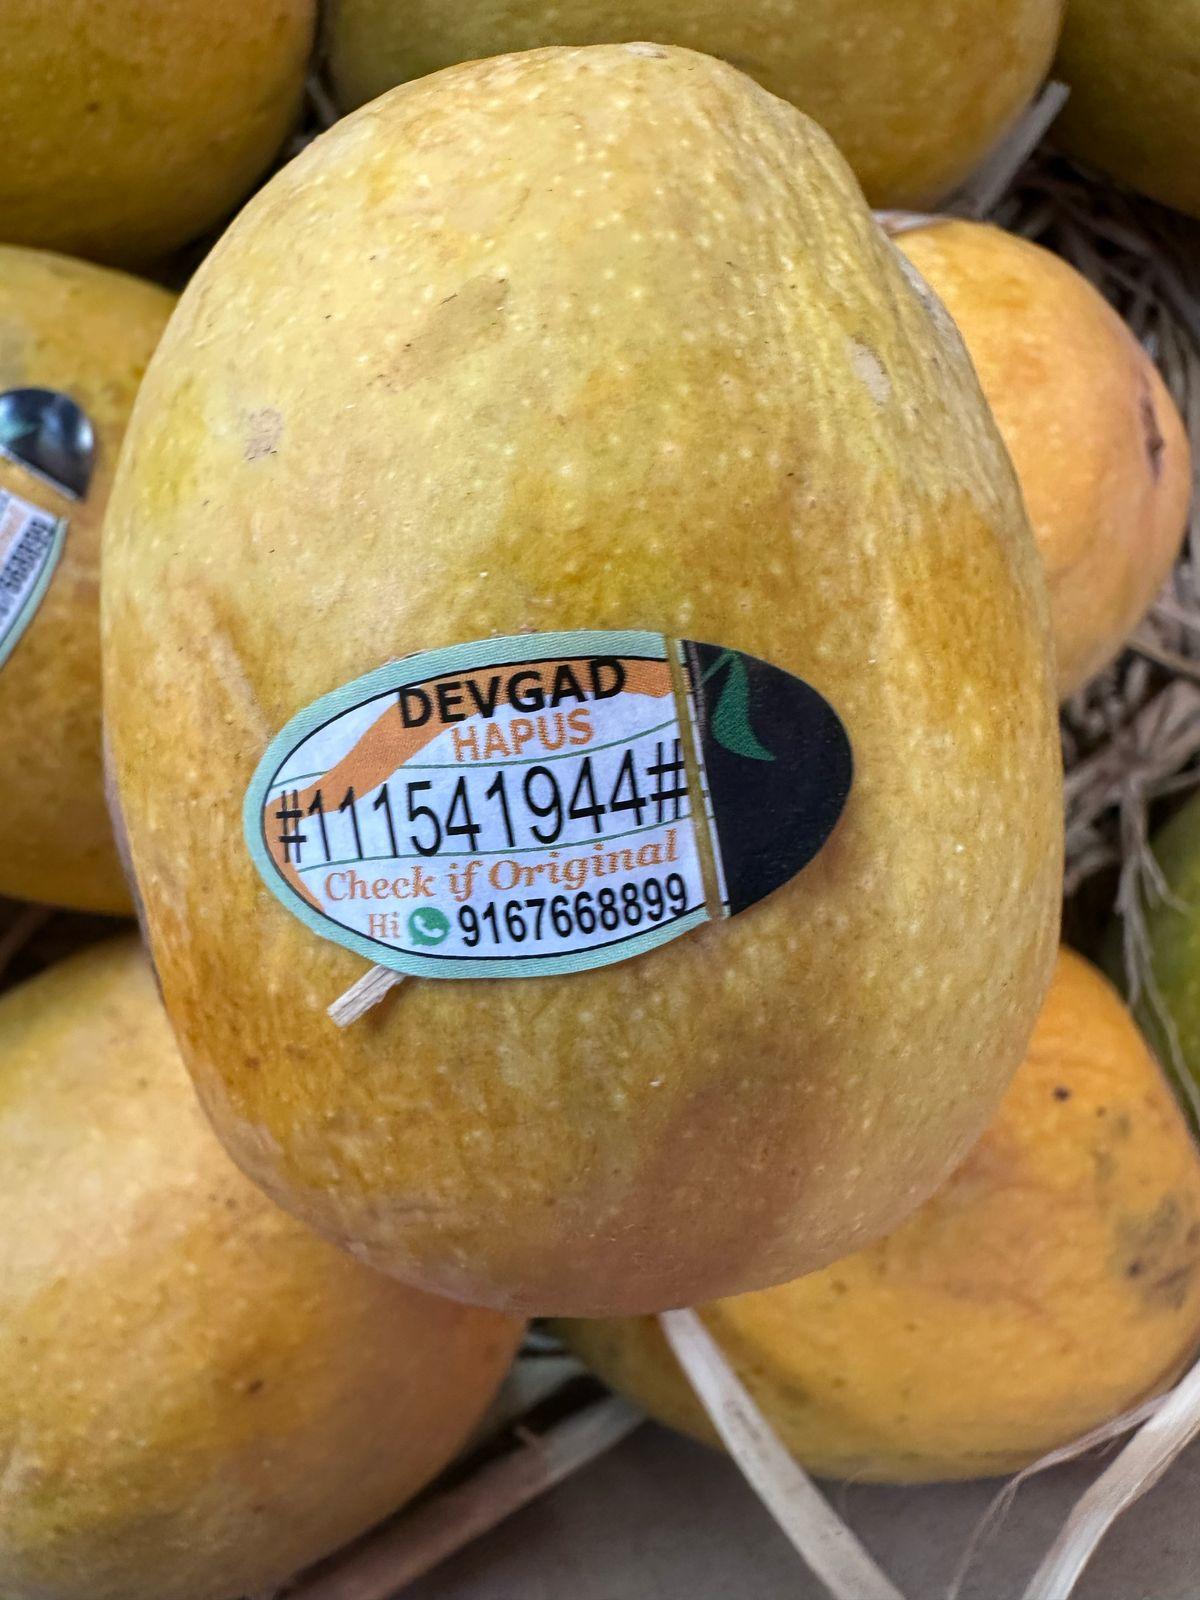 DEVGAD
HAPUS
#111541944#
Check if Original
Hi 9167668899